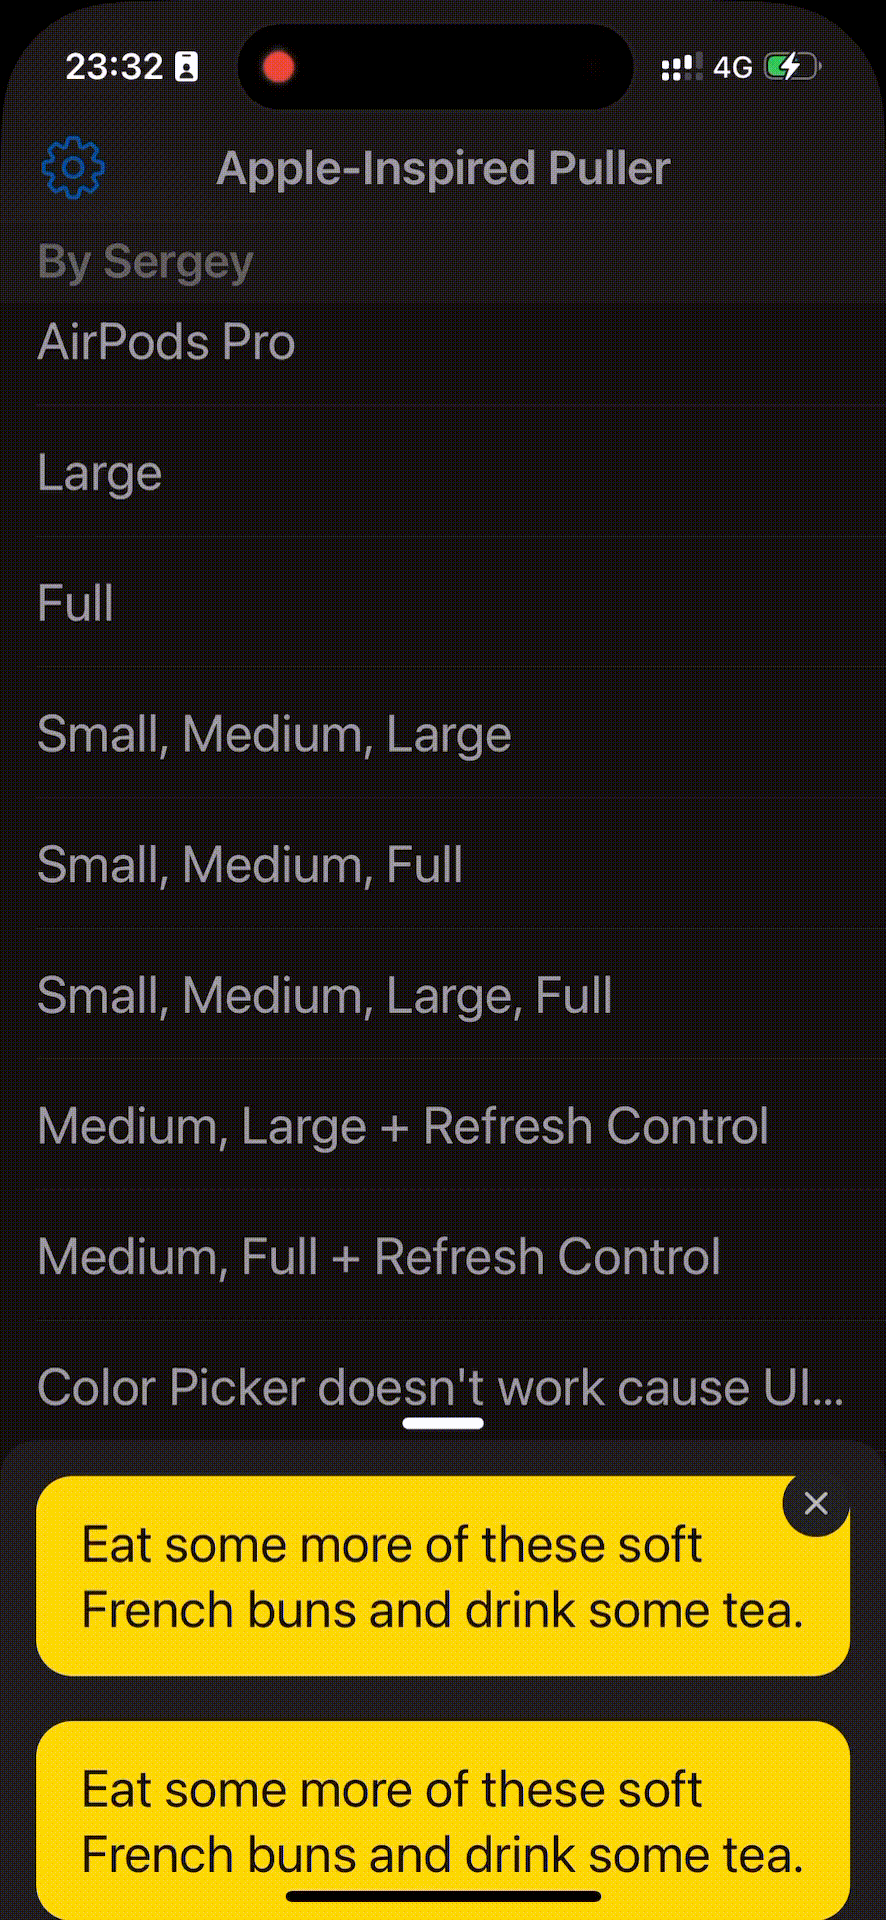 23:32
4G
Apple-Inspired Puller
By Sergey
AirPods Pro
Large
Full
Small, Medium, Large
Small, Medium, Full
Small, Medium, Large, Full
Medium, Large + Refresh Control
Medium, Full + Refresh Control
Color Picker doesn't work cause UI...
Eat some more of these soft
French buns and drink some tea.
Eat some more of these soft
French buns and drink some tea.